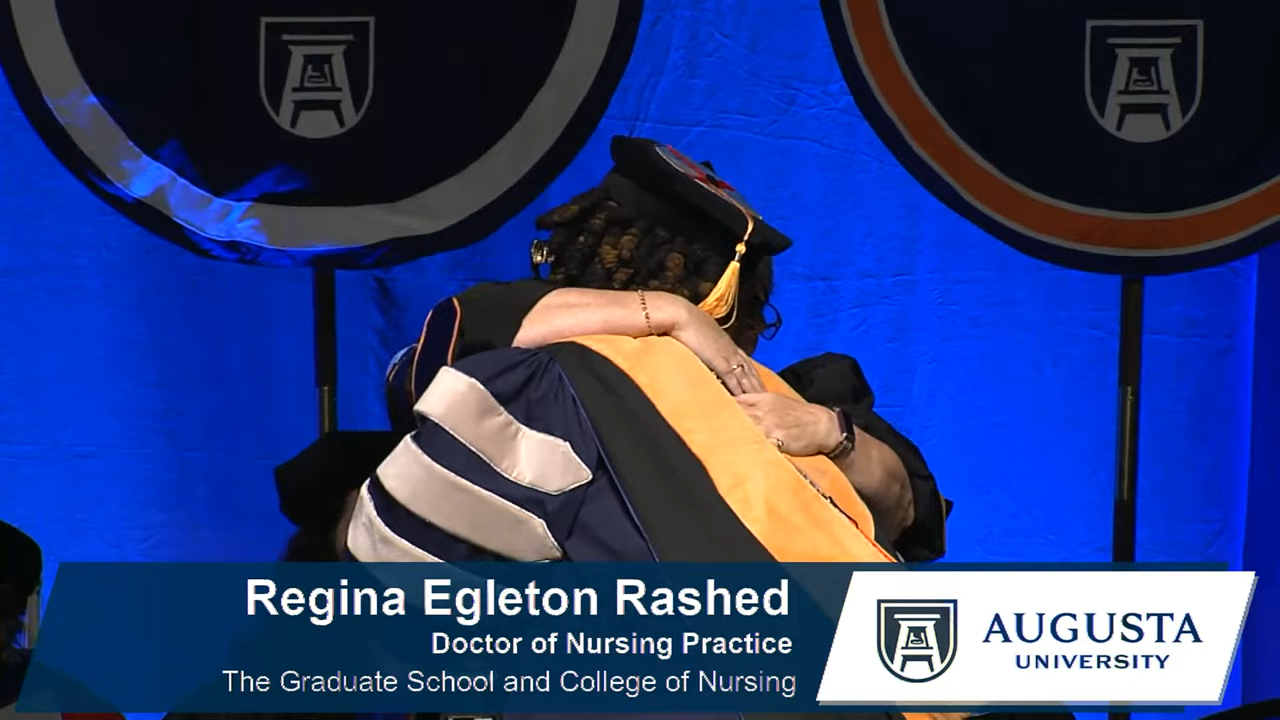 Regina Egleton Rashed
Doctor of Nursing Practice
The Graduate School and College of Nursing
AUGUSTA
UNIVERSITY